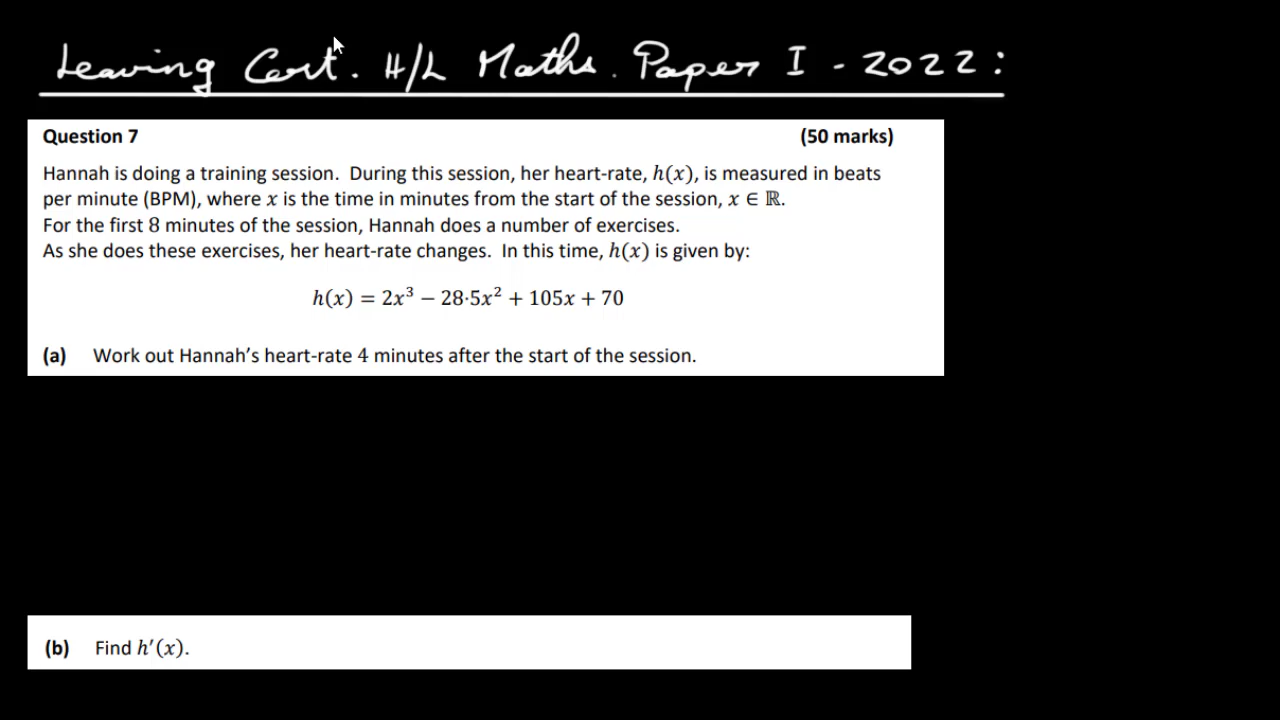 Leaving Cert. H/L Maths. Paper I - 2022:
Question 7 (50 marks)
Hannah is doing a training session. During this session, her heart-rate, h(x), is measured in beats
per minute (BPM), where x is the time in minutes from the start of the session, x ∈ ℝ.
For the first 8 minutes of the session, Hannah does a number of exercises.
As she does these exercises, her heart-rate changes. In this time, h(x) is given by:
h(x) = 2x³ − 28·5x² + 105x + 70
(a) Work out Hannah’s heart-rate 4 minutes after the start of the session.
(b) Find h′(x).